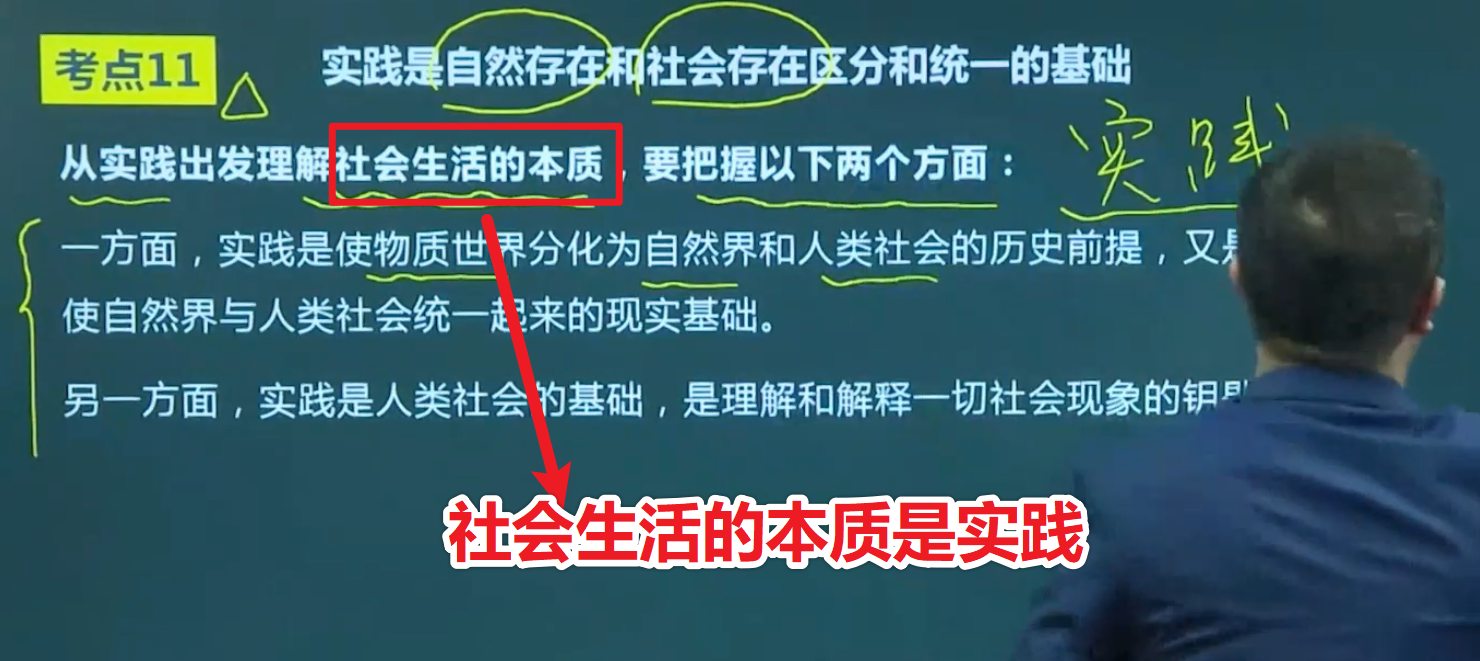 考点11
实践是自然存在和社会存在区分和统一的基础
从实践出发理解社会生活的本质，要把握以下两个方面：
实践
一方面，实践是使物质世界分化为自然界和人类社会的历史前提，又是
使自然界与人类社会统一起来的现实基础。
另一方面，实践是人类社会的基础，是理解和解释一切社会现象的钥
社会生活的本质是实践